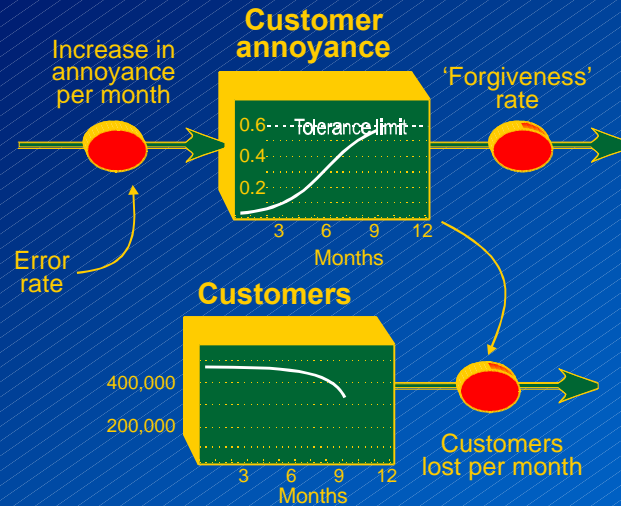 Customer
annoyance
Increase in
annoyance
per month
'Forgiveness'
rate
Tolerance limit
0.6
0.4
0.2
3 6 9 12
Months
Error
rate
Customers
400,000
200,000
3 6 9 12
Months
Customers
lost per month